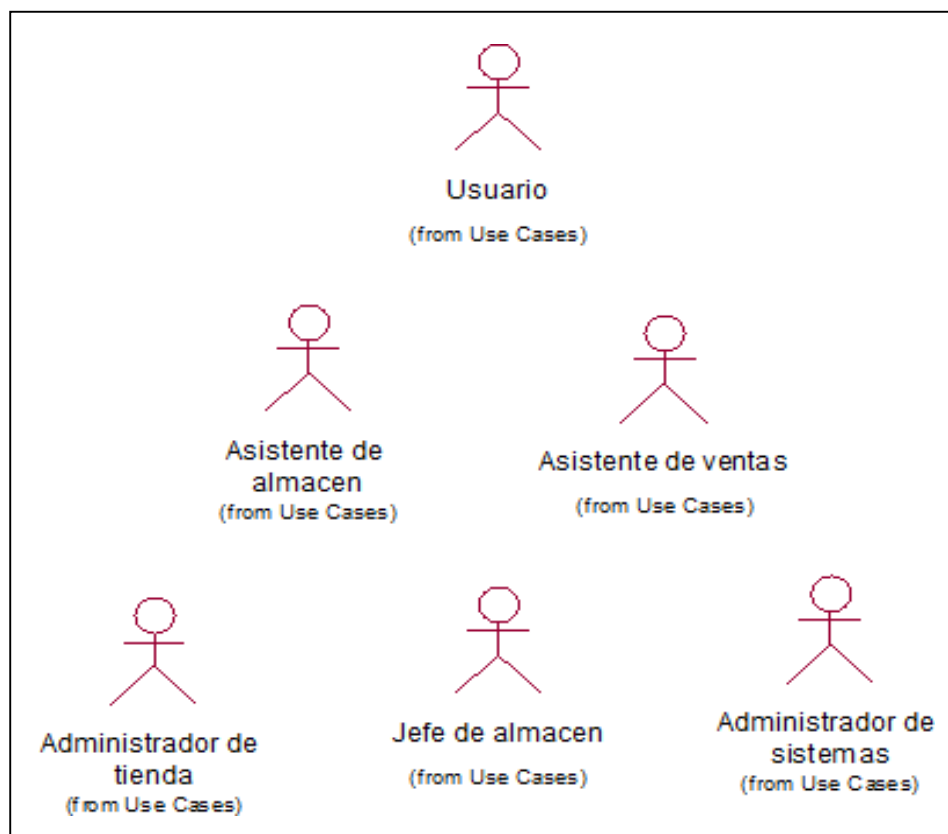 Usuario
(from Use Cases)
Asistente de
almacen
(from Use Cases)
Asistente de ventas
(from Use Cases)
Administrador de
tienda
(from Use Cases)
Jefe de almacen
(from Use Cases)
Administrador de
sistemas
(from Use Cases)